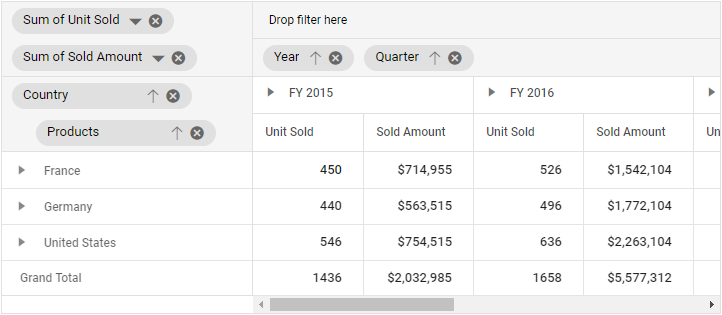 Sum of Unit Sold
Drop filter here
Sum of Sold Amount
Year Quarter
Country
FY 2015 FY 2016
Products
Unit Sold Sold Amount Unit Sold Sold Amount Un
France 450 $714,955 526 $1,542,104
Germany 440 $563,515 496 $1,772,104
United States 546 $754,515 636 $2,263,104
Grand Total 1436 $2,032,985 1658 $5,577,312